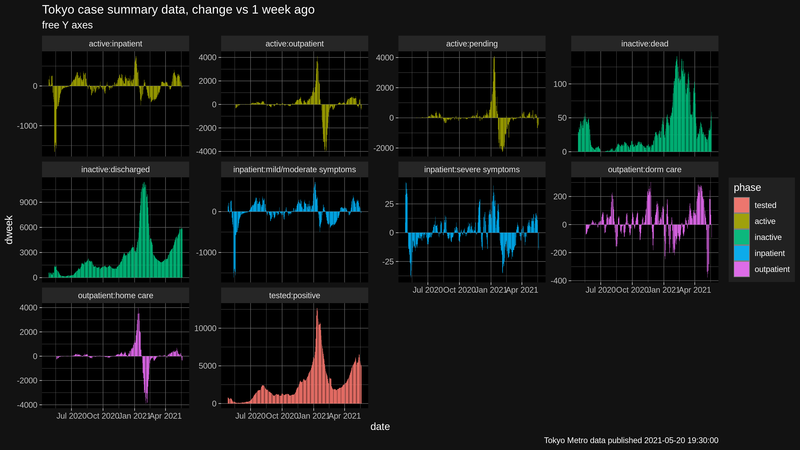 Tokyo case summary data, change vs 1 week ago
free Y axes
active:inpatient
active:outpatient
active:pending
inactive:dead
0
-1000
4000
2000
0
-2000
-4000
4000
2000
0
-2000
100
50
0
inactive:discharged
inpatient:mild/moderate symptoms
inpatient:severe symptoms
outpatient:dorm care
9000
6000
3000
0
0
-1000
25
0
-25
200
0
-200
-400
Jul 2020 Oct 2020 Jan 2021 Apr 2021
Jul 2020 Oct 2020 Jan 2021 Apr 2021
outpatient:home care
tested:positive
4000
2000
0
-2000
-4000
10000
5000
0
Jul 2020 Oct 2020 Jan 2021 Apr 2021
Jul 2020 Oct 2020 Jan 2021 Apr 2021
dweek
date
phase
tested
active
inactive
inpatient
outpatient
Tokyo Metro data published 2021-05-20 19:30:00